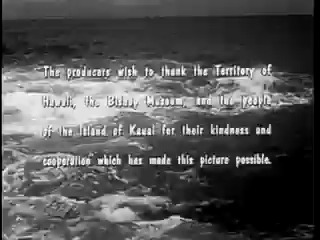 The producers wish to thank the Territory of
Hawaii, the Bishop Museum, and the people
of the Island of Kauai for their kindness and
cooperation which has made this picture possible.